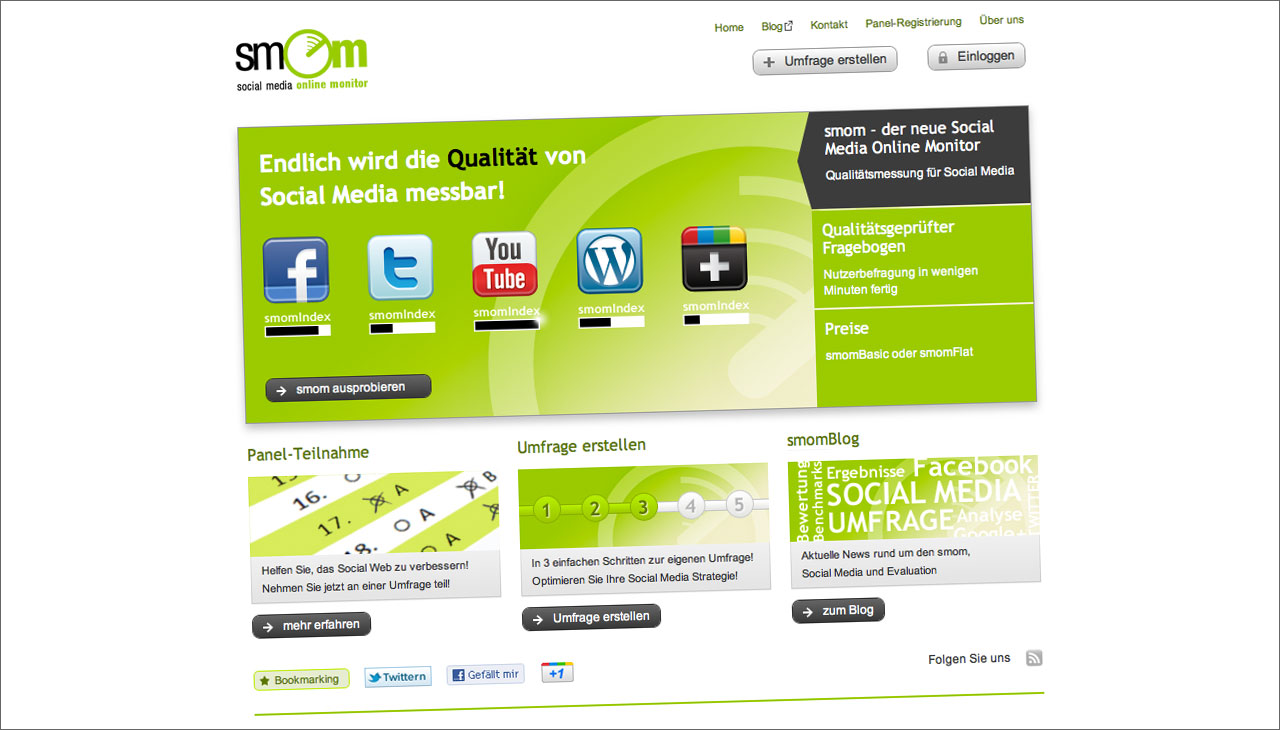 smom
social media online monitor
Home Blog Kontakt Panel-Registrierung Über uns
Umfrage erstellen Einloggen
Endlich wird die Qualität von
Social Media messbar!
You
Tube
smomIndex smomIndex smomIndex smomIndex smomIndex
smom ausprobieren
smom - der neue Social
Media Online Monitor
Qualitätsmessung für Social Media
Qualitätsgeprüfter
Fragebogen
Nutzerbefragung in wenigen
Minuten fertig
Preise
smomBasic oder smomFlat
Panel-Teilnahme
16.
17. A
18. O A
B
A
O A
Helfen Sie, das Social Web zu verbessern!
Nehmen Sie jetzt an einer Umfrage teil!
mehr erfahren
Umfrage erstellen
1 2 3 4 5
In 3 einfachen Schritten zur eigenen Umfrage!
Optimieren Sie Ihre Social Media Strategie!
Umfrage erstellen
smomBlog
Bewertung
Benchmarks
Ergebnisse Facebook
SOCIAL MEDIA
UMFRAGE Analyse
Google+
TWITTER
Aktuelle News rund um den smom,
Social Media und Evaluation
zum Blog
Folgen Sie uns
Bookmarking Twittern Gefällt mir +1